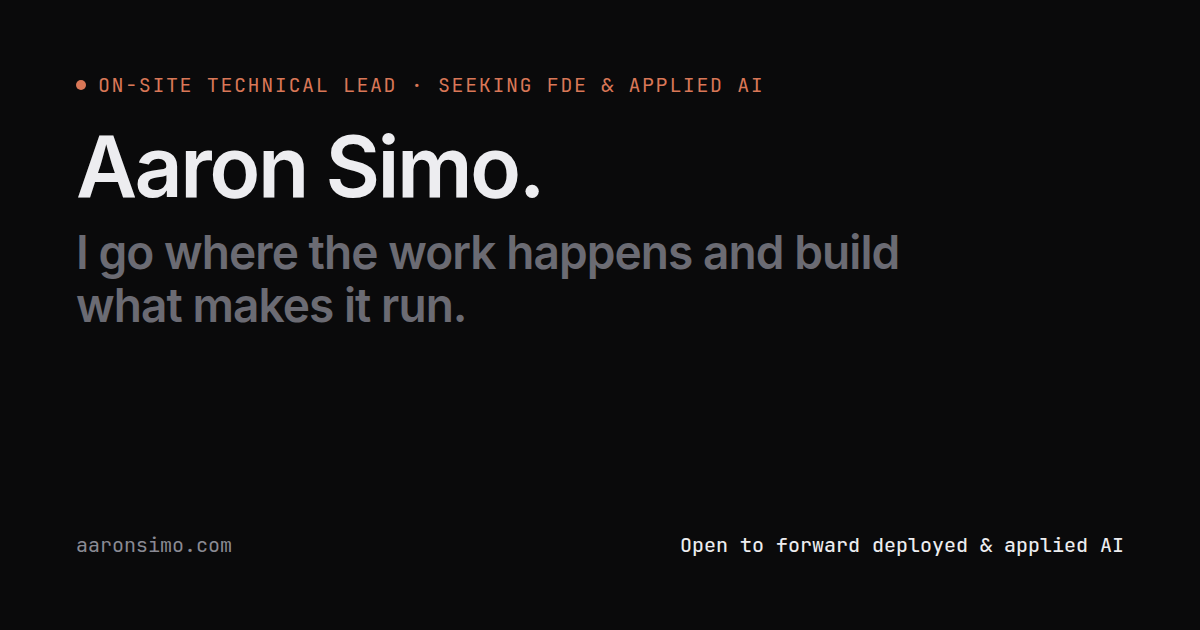 ON-SITE TECHNICAL LEAD · SEEKING FDE & APPLIED AI
Aaron Simo.
I go where the work happens and build
what makes it run.
aaronsimo.com
Open to forward deployed & applied AI